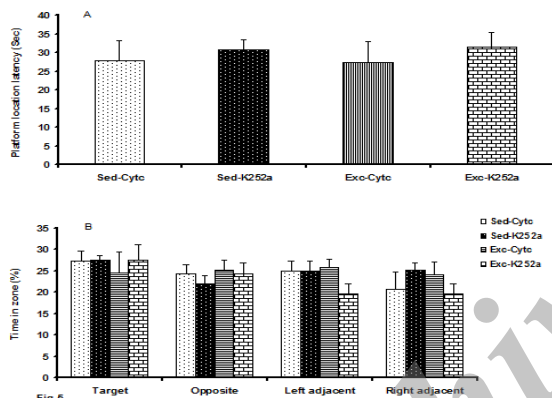 A
Platform location latency (Sec)
40
35
30
25
20
15
10
5
0
Sed-Cytc
Sed-K252a
Exc-Cytc
Exc-K252a
B
Time in zone (%)
35
30
25
20
15
10
5
0
Sed-Cytc
Sed-K252a
Exc-Cytc
Exc-K252a
Target
Opposite
Left adjacent
Right adjacent